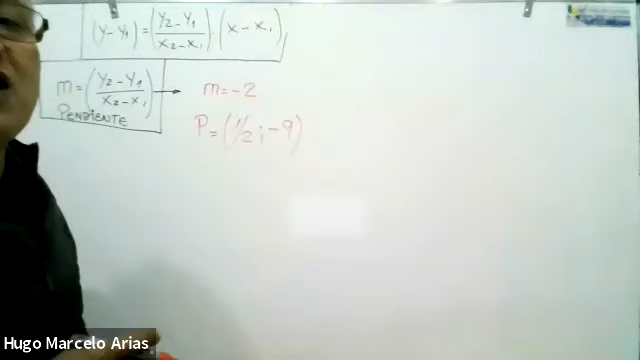 (y-y₁) = (y₂-y₁/x₂-x₁) · (x-x₁)
m = (y₂-y₁/x₂-x₁) → m = -2
PENDIENTE
P = (1/2 ; -9)
Hugo Marcelo Arias